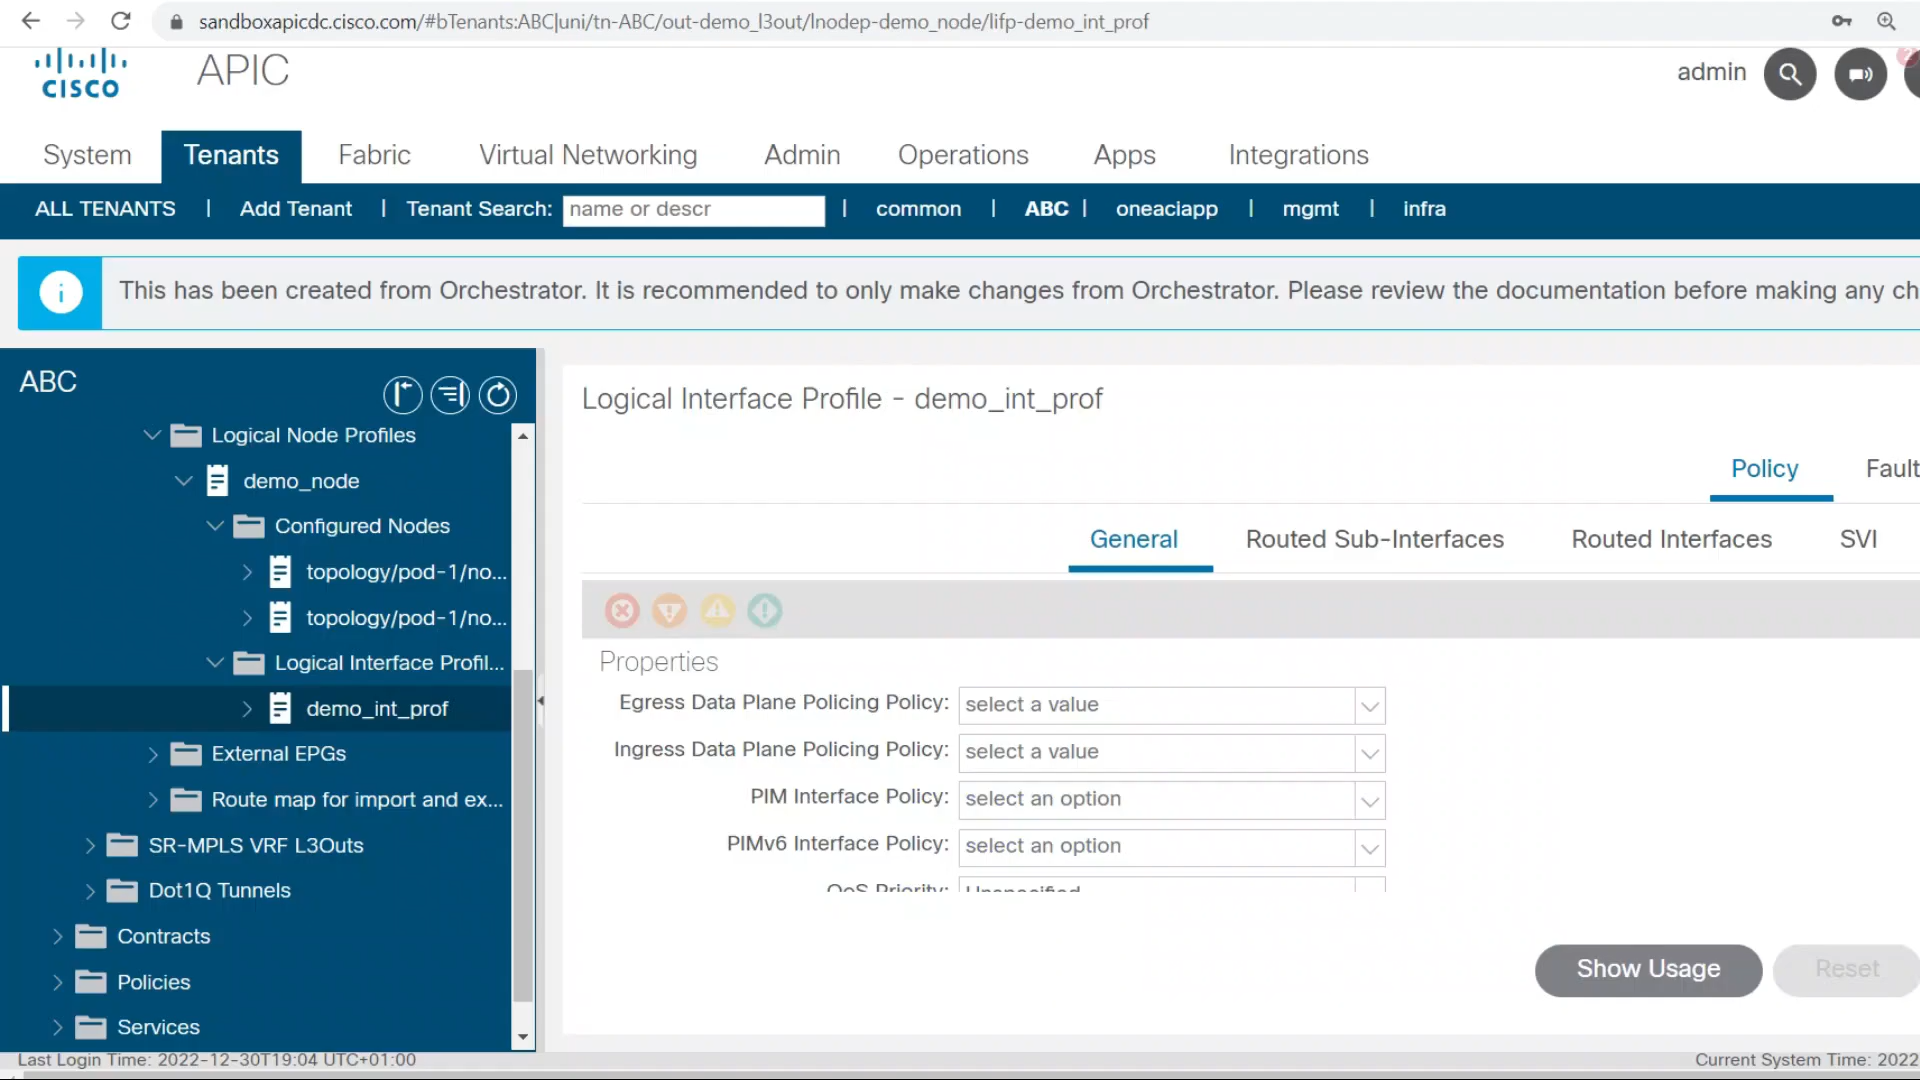 sandboxapicdc.cisco.com/#bTenants:ABC|uni/tn-ABC/out-demo_l3out/lnodep-demo_node/lifp-demo_int_prof
CISCO
APIC
admin
2
System Tenants Fabric Virtual Networking Admin Operations Apps Integrations
ALL TENANTS | Add Tenant | Tenant Search: name or descr | common | ABC | oneaciapp | mgmt | infra
This has been created from Orchestrator. It is recommended to only make changes from Orchestrator. Please review the documentation before making any ch
ABC
Logical Node Profiles
demo_node
Configured Nodes
topology/pod-1/no...
topology/pod-1/no...
Logical Interface Profil...
demo_int_prof
External EPGs
Route map for import and ex...
SR-MPLS VRF L3Outs
Dot1Q Tunnels
Contracts
Policies
Services
Logical Interface Profile - demo_int_prof
Policy Fault
General Routed Sub-Interfaces Routed Interfaces SVI
Properties
Egress Data Plane Policing Policy: select a value
Ingress Data Plane Policing Policy: select a value
PIM Interface Policy: select an option
PIMv6 Interface Policy: select an option
QoS Priority: Unspecified
Show Usage Reset
Last Login Time: 2022-12-30T19:04 UTC+01:00
Current System Time: 2022